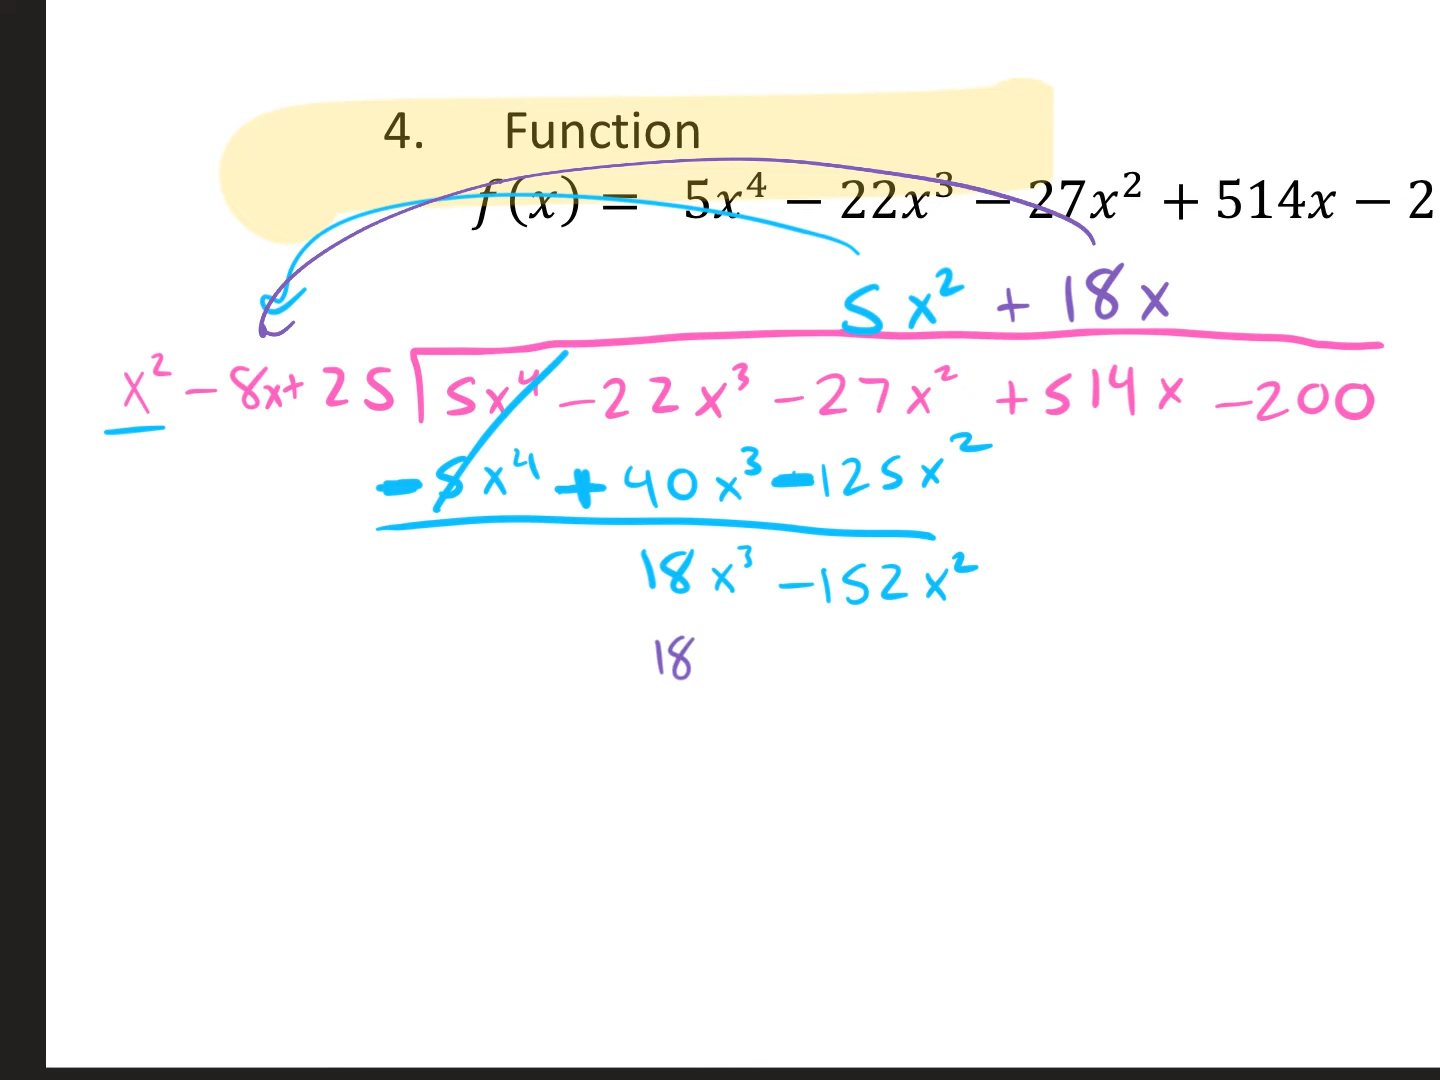 4. Function
f(x) = 5x⁴ − 22x³ − 27x² + 514x − 2
5x² + 18x
x² − 8x + 25 5x⁴ − 22x³ − 27x² + 514x − 200
− 5x⁴ + 40x³ − 125x²
18x³ − 152x²
18